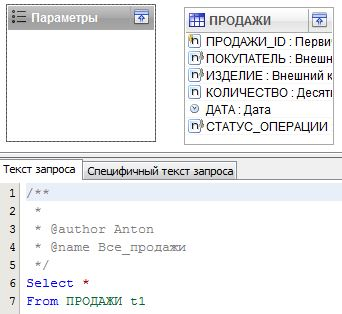 Параметры
ПРОДАЖИ
ПРОДАЖИ_ID : Перви
ПОКУПАТЕЛЬ : Внешн
ИЗДЕЛИЕ : Внешний к
КОЛИЧЕСТВО : Десяти
ДАТА : Дата
СТАТУС_ОПЕРАЦИИ
Текст запроса
Специфичный текст запроса
1 /**
2 *
3 * @author Anton
4 * @name Все_продажи
5 */
6 Select *
7 From ПРОДАЖИ t1